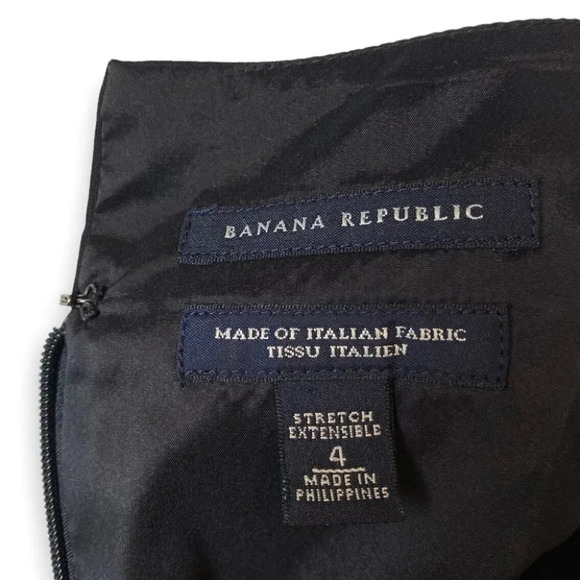 BANANA REPUBLIC
MADE OF ITALIAN FABRIC
TISSU ITALIEN
STRETCH
EXTENSIBLE
4
MADE IN
PHILIPPINES